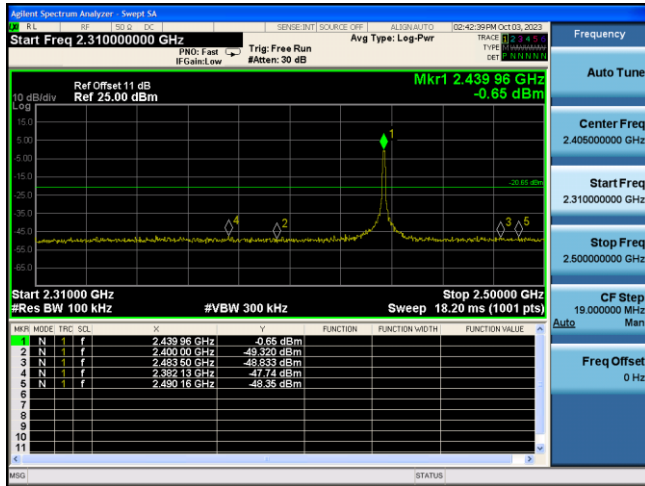 Agilent Spectrum Analyzer - Swept SA
RL RF 50 Ω DC SENSE:INT SOURCE OFF ALIGNAUTO 02:42:39PM Oct 03, 2023
Start Freq 2.310000000 GHz
PNO: Fast
IFGain:Low
Trig: Free Run
#Atten: 30 dB
Avg Type: Log-Pwr
TRACE 1 2 3 4 5 6
TYPE M
DET P N N N N N
Ref Offset 11 dB
Ref 25.00 dBm
10 dB/div
Log
Mkr1 2.439 96 GHz
-0.65 dBm
15.0
5.00
-5.00
-15.0
-25.0
-35.0
-45.0
-55.0
-65.0
1
-20.65 dBm
4
2
3
5
Start 2.31000 GHz
Stop 2.50000 GHz
#Res BW 100 kHz
#VBW 300 kHz
Sweep 18.20 ms (1001 pts)
MKR MODE TRC SCL X Y FUNCTION FUNCTION WIDTH FUNCTION VALUE
1 N 1 f 2.439 96 GHz -0.65 dBm
2 N 1 f 2.400 00 GHz -49.320 dBm
3 N 1 f 2.483 50 GHz -48.833 dBm
4 N 1 f 2.382 13 GHz -47.74 dBm
5 N 1 f 2.490 16 GHz -48.35 dBm
6
7
8
9
10
11
MSG
STATUS
Frequency
Auto Tune
Center Freq
2.405000000 GHz
Start Freq
2.310000000 GHz
Stop Freq
2.500000000 GHz
CF Step
19.000000 MHz
Auto Man
Freq Offset
0 Hz